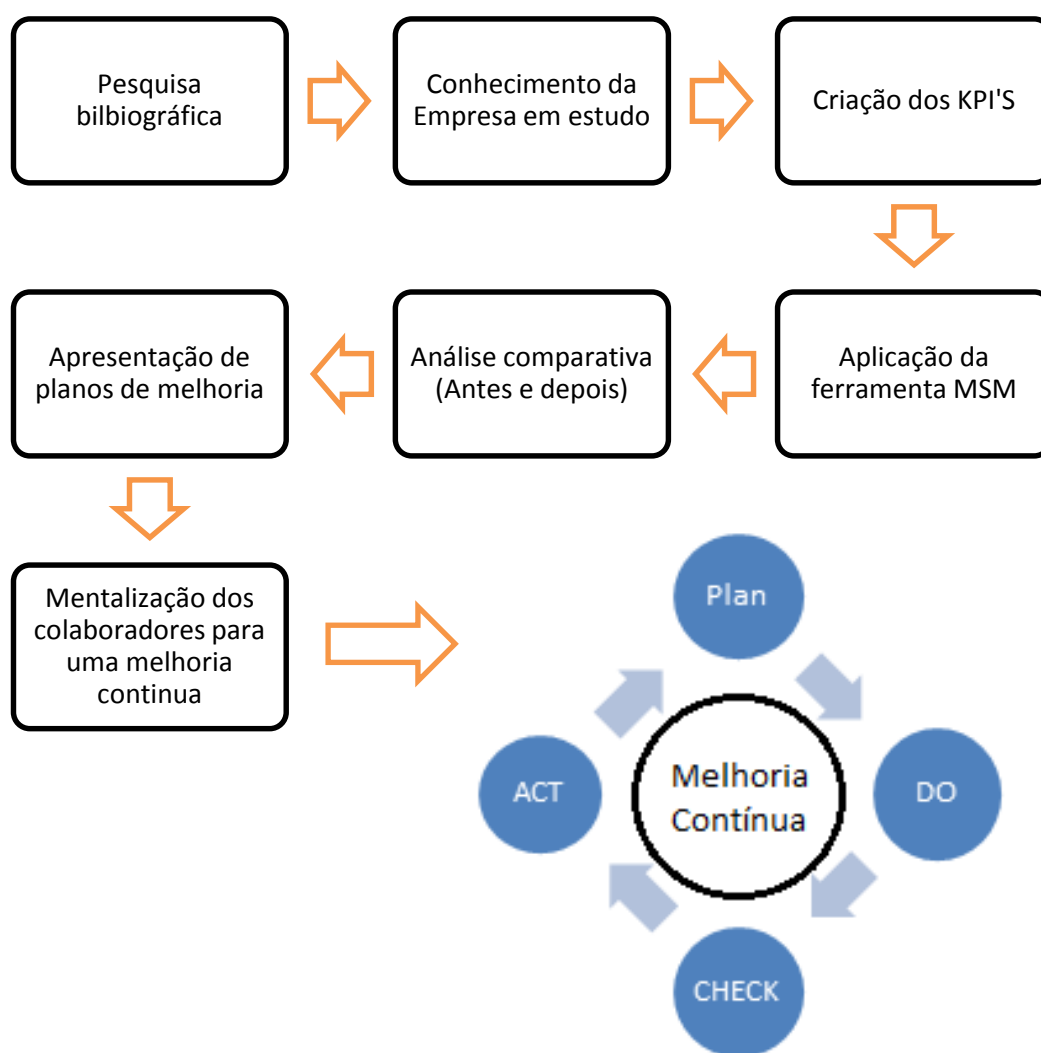 Pesquisa
bilbiográfica
Conhecimento da
Empresa em estudo
Criação dos KPI'S
Aplicação da
ferramenta MSM
Análise comparativa
(Antes e depois)
Apresentação de
planos de melhoria
Mentalização dos
colaboradores para
uma melhoria
continua
Plan
DO
CHECK
ACT
Melhoria
Contínua